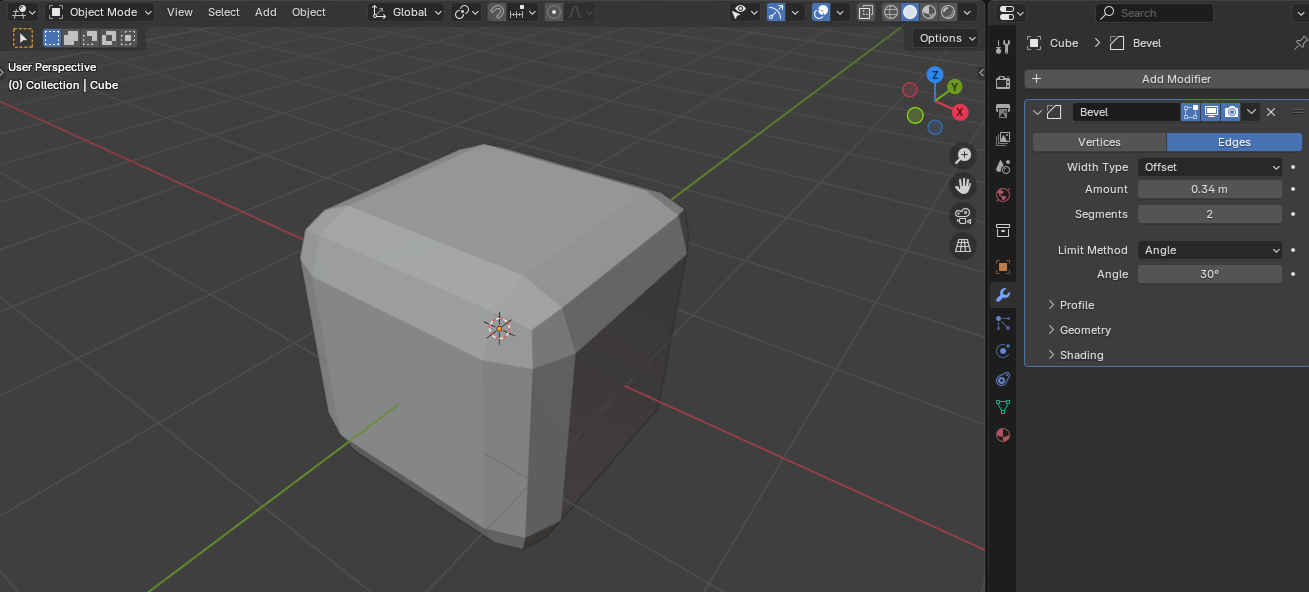 Object Mode View Select Add Object Global
Options
User Perspective
(0) Collection | Cube
Z
Y
X
Search
Cube > Bevel
+ Add Modifier
Bevel
Vertices Edges
Width Type Offset
Amount 0.34 m
Segments 2
Limit Method Angle
Angle 30°
Profile
Geometry
Shading